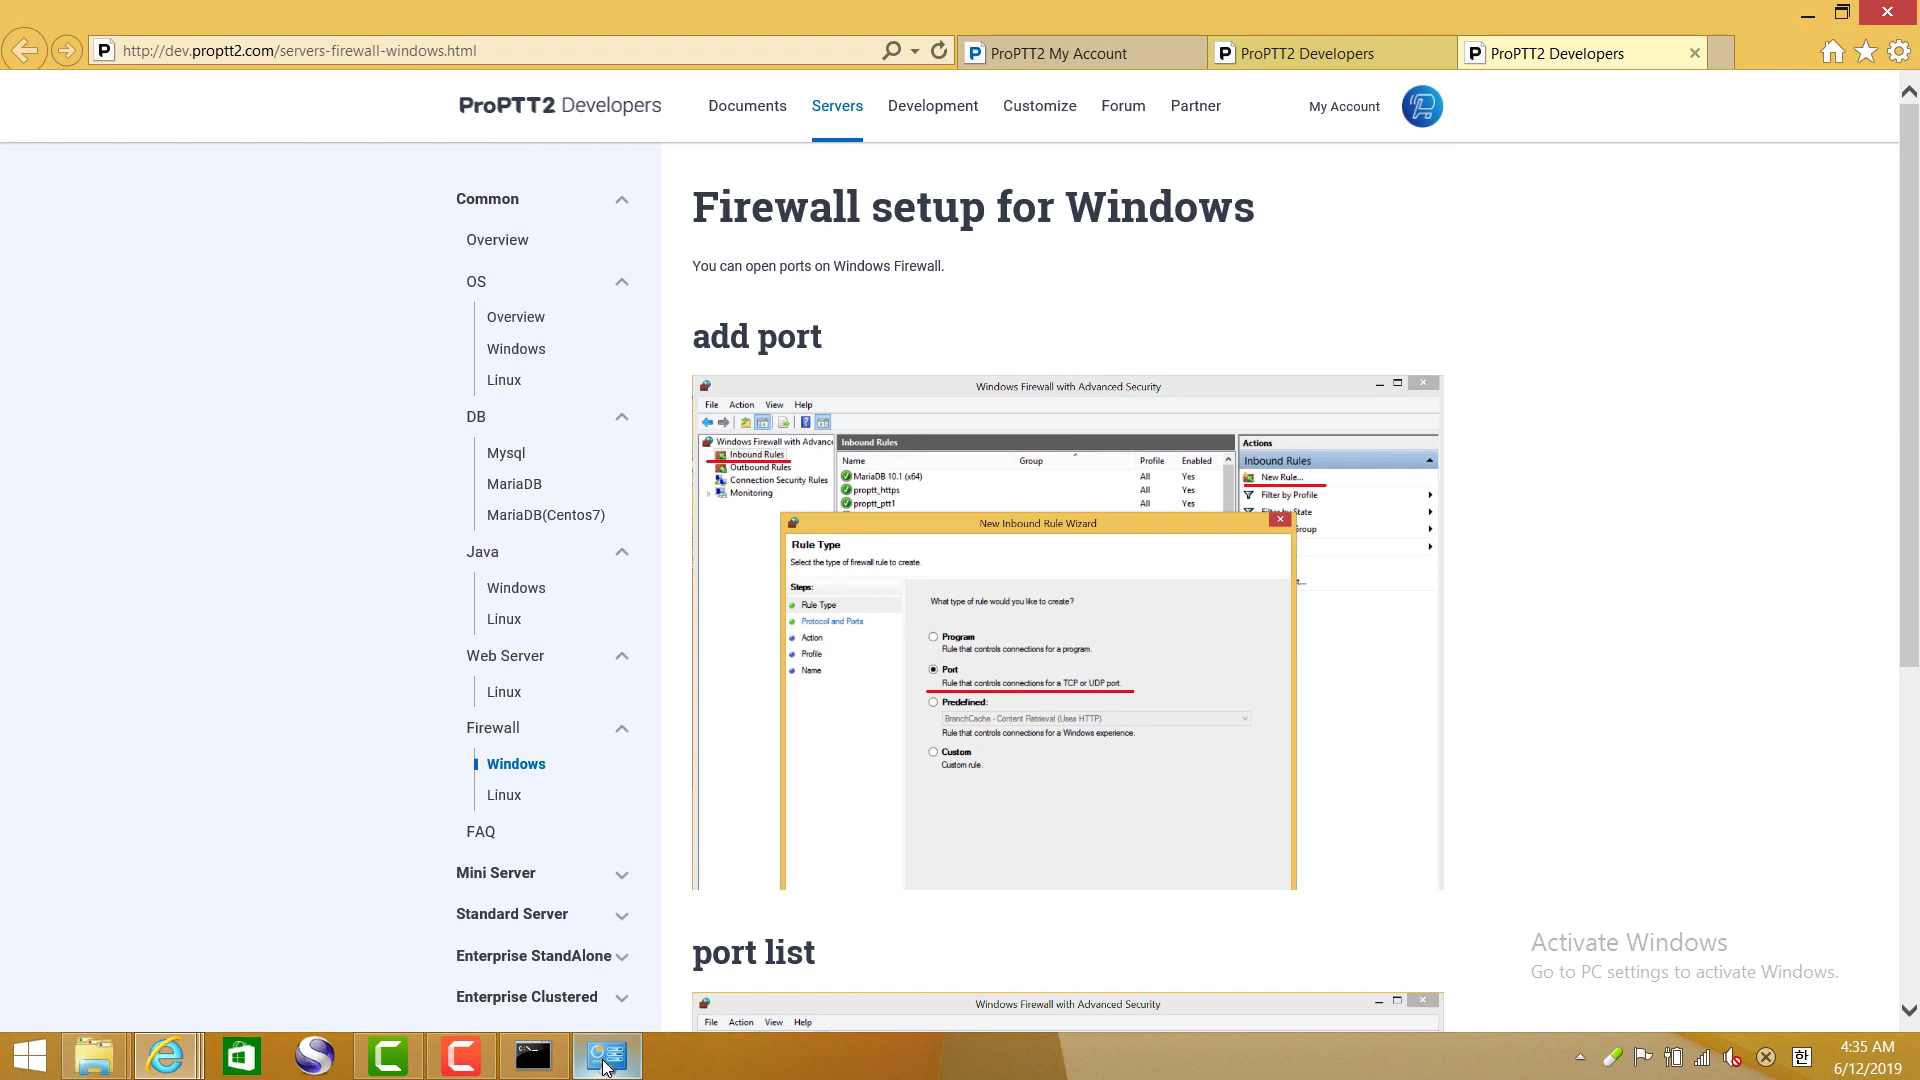 http://dev.proptt2.com/servers-firewall-windows.html
ProPTT2 My Account
ProPTT2 Developers
ProPTT2 Developers
ProPTT2 Developers
Documents
Servers
Development
Customize
Forum
Partner
My Account
Common
Overview
OS
Overview
Windows
Linux
DB
Mysql
MariaDB
MariaDB(Centos7)
Java
Windows
Linux
Web Server
Linux
Firewall
Windows
Linux
FAQ
Mini Server
Standard Server
Enterprise StandAlone
Enterprise Clustered
Firewall setup for Windows
You can open ports on Windows Firewall.
add port
Windows Firewall with Advanced Security
File Action View Help
Windows Firewall with Advanc
Inbound Rules
Outbound Rules
Connection Security Rules
Monitoring
Inbound Rules
Name Group Profile Enabled
MariaDB 10.1 (x64) All Yes
proptt_https All Yes
proptt_ptt1 All Yes
Actions
Inbound Rules
New Rule...
Filter by Profile
Filter by State
Group
New Inbound Rule Wizard
Rule Type
Select the type of firewall rule to create.
Steps:
Rule Type
Protocol and Ports
Action
Profile
Name
What type of rule would you like to create?
Program
Rule that controls connections for a program.
Port
Rule that controls connections for a TCP or UDP port.
Predefined:
BranchCache - Content Retrieval (Uses HTTP)
Rule that controls connections for a Windows experience.
Custom
Custom rule.
port list
Windows Firewall with Advanced Security
File Action View Help
Activate Windows
Go to PC settings to activate Windows.
한
4:35 AM
6/12/2019